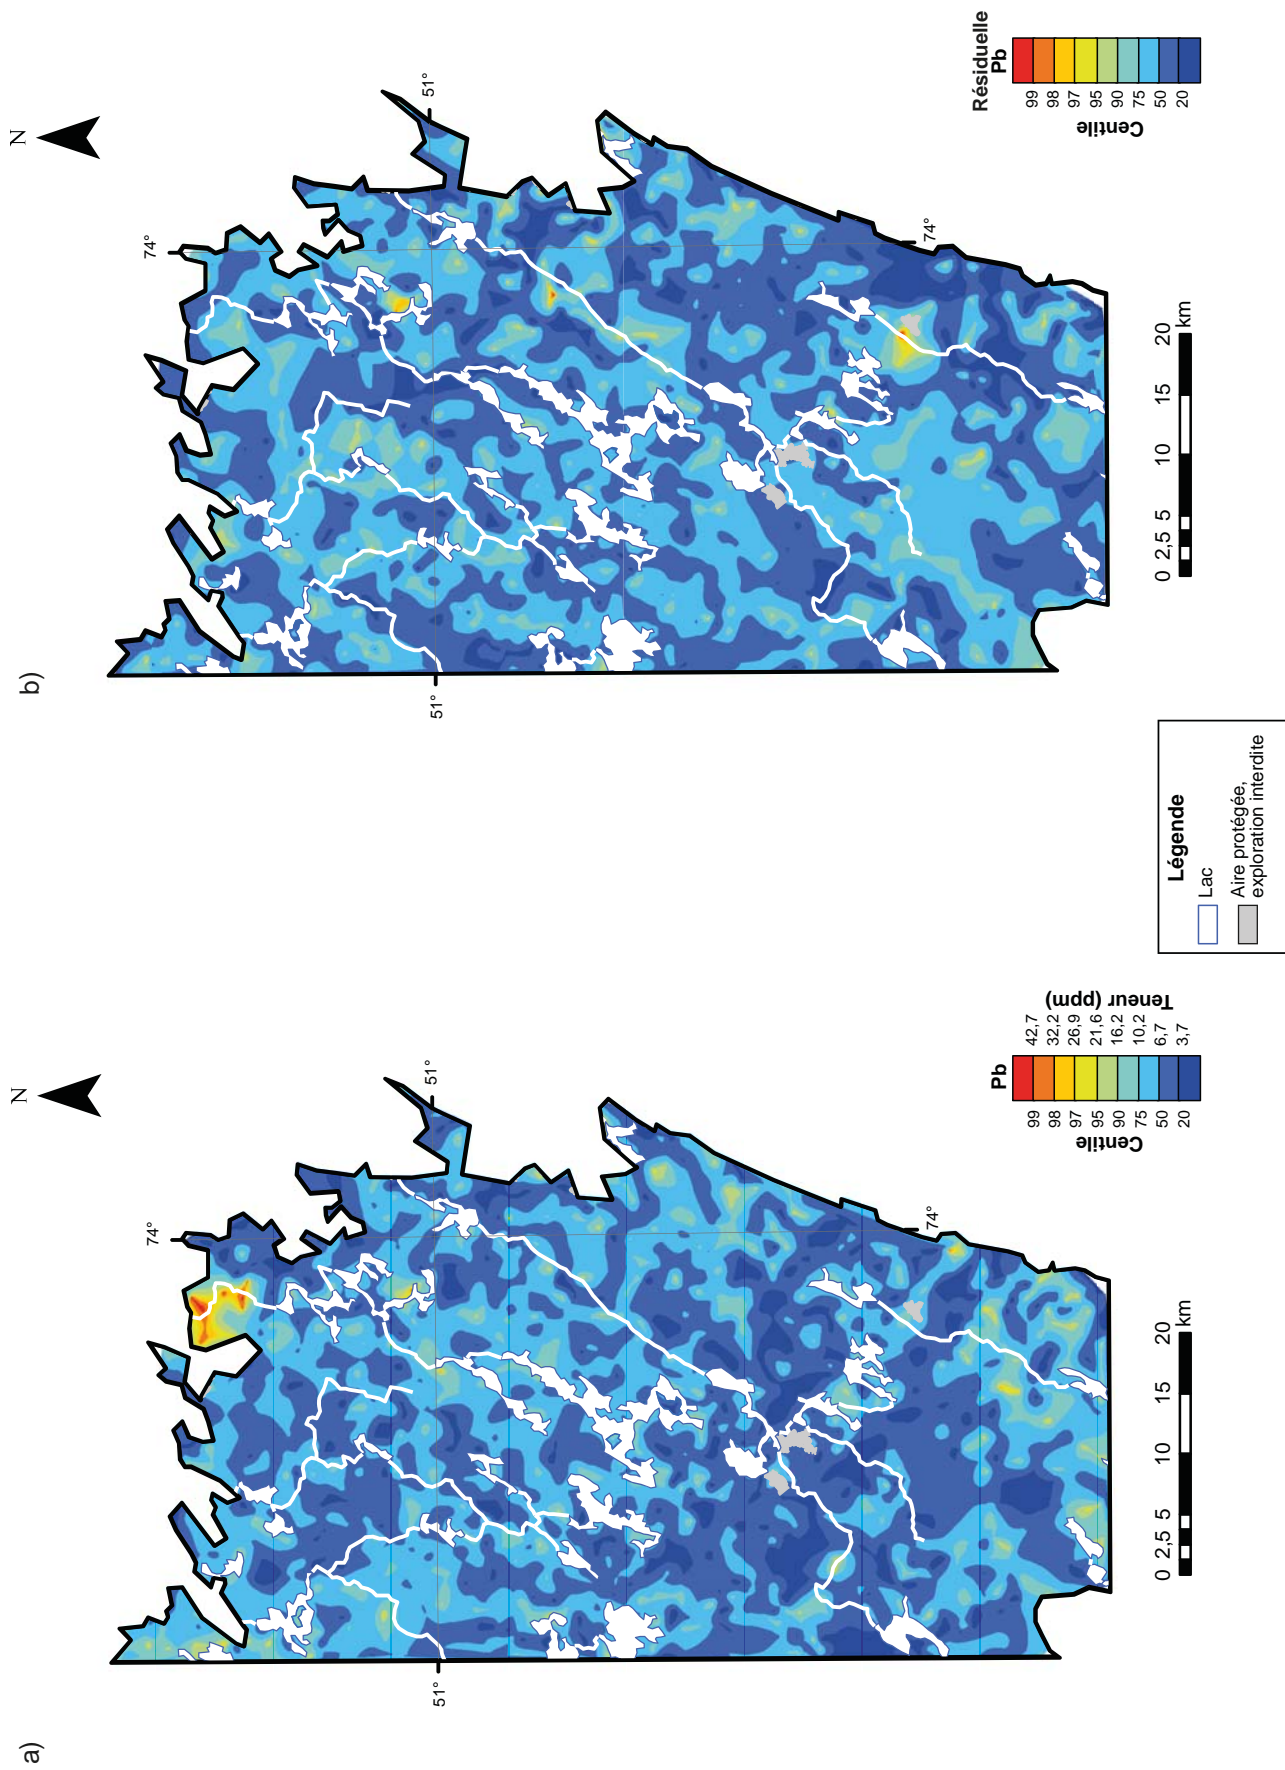 a)
N
74°
51°
51°
74°
Pb
Centile
Teneur (ppm)
99 42,7
98 32,2
97 26,9
95 21,6
90 16,2
75 10,2
50 6,7
20 3,7
0 2,5 5 10 15 20 km
Légende
Lac
Aire protégée,
exploration interdite
b)
N
74°
51°
51°
74°
Résiduelle
Pb
Centile
99
98
97
95
90
75
50
20
0 2.5 5 10 15 20 km